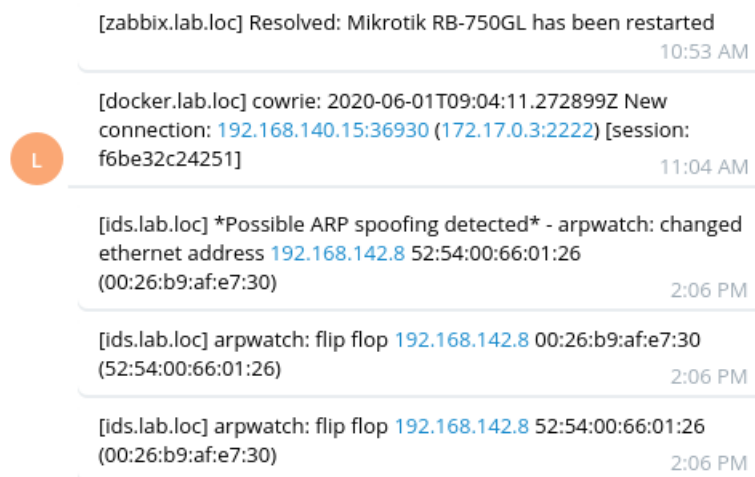 [zabbix.lab.loc] Resolved: Mikrotik RB-750GL has been restarted
10:53 AM
[docker.lab.loc] cowrie: 2020-06-01T09:04:11.272899Z New
connection: 192.168.140.15:36930 (172.17.0.3:2222) [session:
f6be32c24251]
L
11:04 AM
[ids.lab.loc] *Possible ARP spoofing detected* - arpwatch: changed
ethernet address 192.168.142.8 52:54:00:66:01:26
(00:26:b9:af:e7:30)
2:06 PM
[ids.lab.loc] arpwatch: flip flop 192.168.142.8 00:26:b9:af:e7:30
(52:54:00:66:01:26)
2:06 PM
[ids.lab.loc] arpwatch: flip flop 192.168.142.8 52:54:00:66:01:26
(00:26:b9:af:e7:30)
2:06 PM